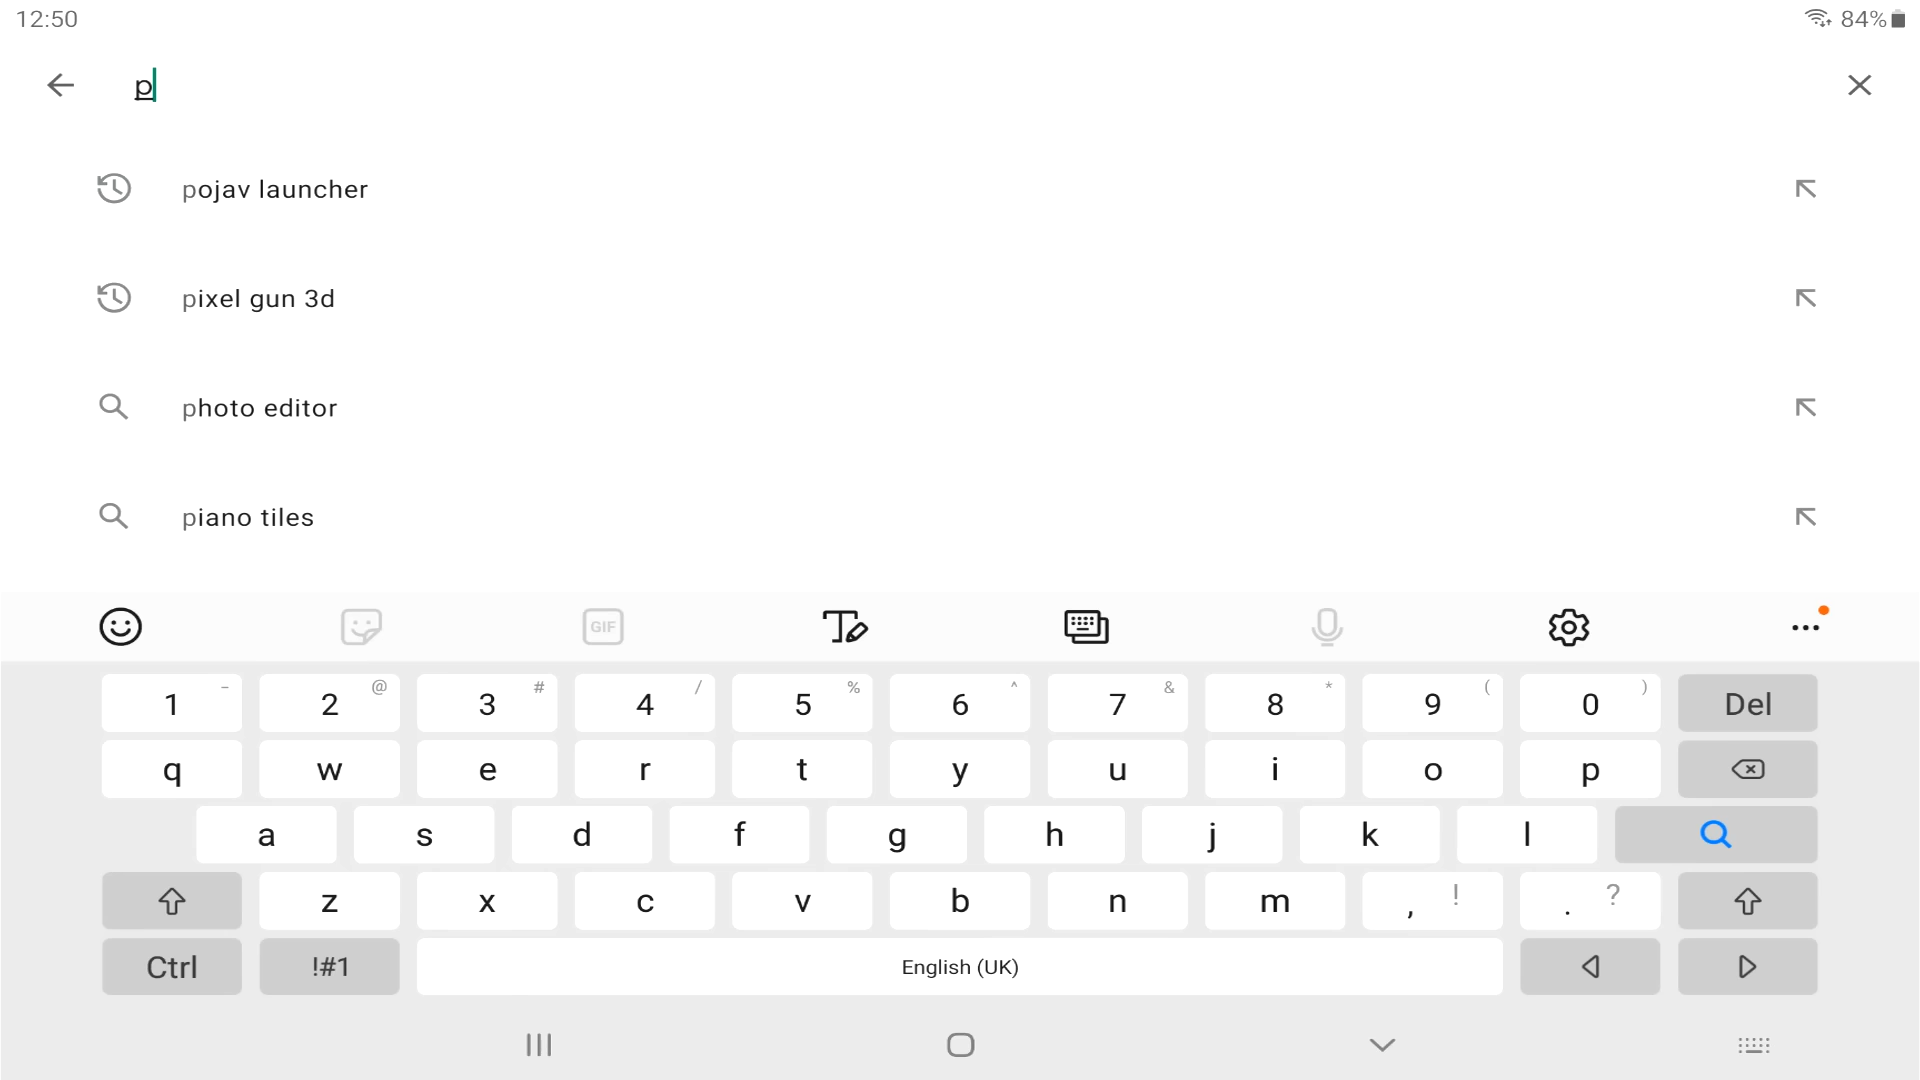 12:50
84%
p
pojav launcher
pixel gun 3d
photo editor
piano tiles
GIF
1 - 2 @ 3 # 4 / 5 % 6 ^ 7 & 8 * 9 ( 0 ) Del
q w e r t y u i o p
a s d f g h j k l
z x c v b n m , ! . ?
Ctrl !#1 English (UK)